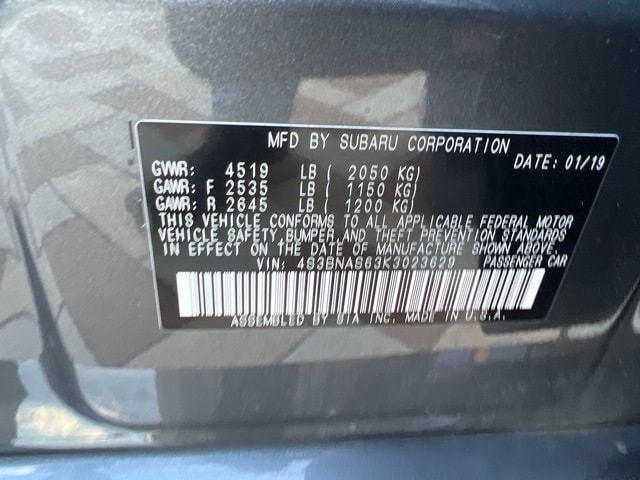 MFD BY SUBARU CORPORATION
DATE: 01/19
GVWR: 4519 LB ( 2050 KG)
GAWR: F 2535 LB ( 1150 KG)
GAWR: R 2645 LB ( 1200 KG)
THIS VEHICLE CONFORMS TO ALL APPLICABLE FEDERAL MOTOR
VEHICLE SAFETY BUMPER, AND THEFT PREVENTION STANDARDS
IN EFFECT ON THE DATE OF MANUFACTURE SHOWN ABOVE.
VIN: 4S3BNAS63K3023629 PASSENGER CAR
ASSEMBLED BY SIA INC, MADE IN U.S.A.